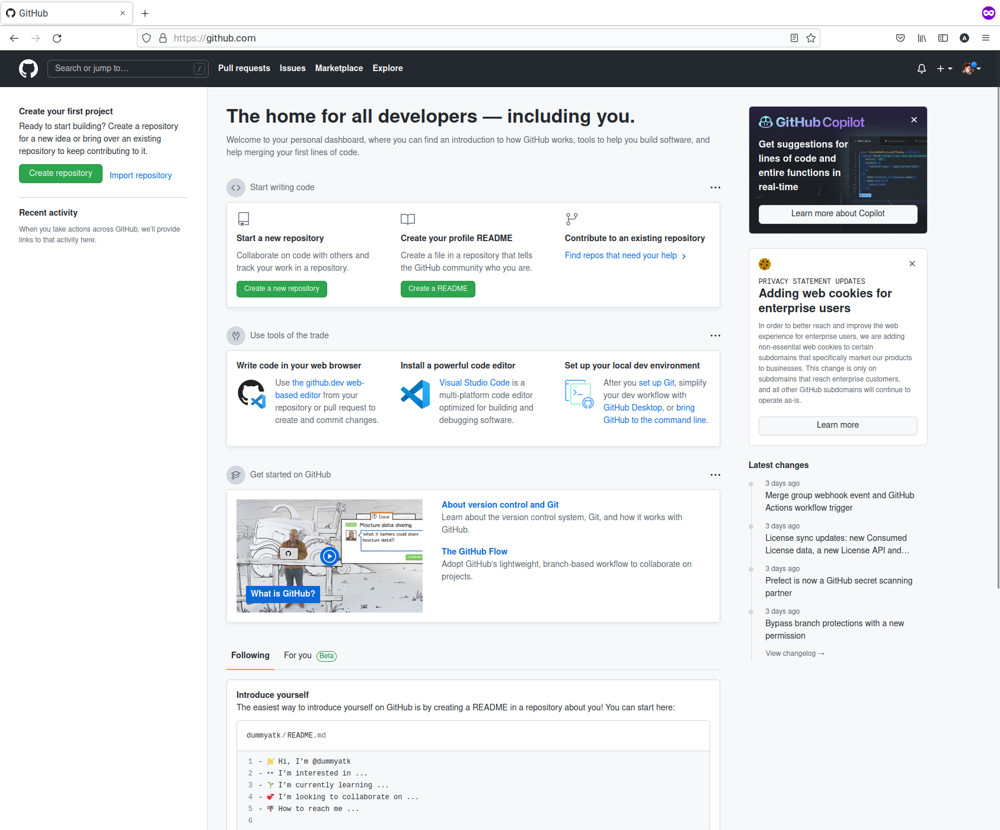 GitHub
https://github.com
A
Search or jump to…
/
Pull requests
Issues
Marketplace
Explore
Create your first project
Ready to start building? Create a repository
for a new idea or bring over an existing
repository to keep contributing to it.
Create repository
Import repository
Recent activity
When you take actions across GitHub, we’ll provide
links to that activity here.
The home for all developers — including you.
Welcome to your personal dashboard, where you can find an introduction to how GitHub works, tools to help you build software, and
help merging your first lines of code.
Start writing code
Start a new repository
Collaborate on code with others and
track your work in a repository.
Create a new repository
Create your profile README
Create a file in a repository that tells
the GitHub community who you are.
Create a README
Contribute to an existing repository
Find repos that need your help
Use tools of the trade
Write code in your web browser
Use the github.dev web-
based editor from your
repository or pull request to
create and commit changes.
Install a powerful code editor
Visual Studio Code is a
multi-platform code editor
optimized for building and
debugging software.
Set up your local dev environment
After you set up Git, simplify
your dev workflow with
GitHub Desktop, or bring
GitHub to the command line.
Get started on GitHub
Issue
Open
Moisture data sharing
What if farmers could share
moisture data?!
Comment
What is GitHub?
About version control and Git
Learn about the version control system, Git, and how it works with
GitHub.
The GitHub Flow
Adopt GitHub's lightweight, branch-based workflow to collaborate on
projects.
Following
For you
Beta
Introduce yourself
The easiest way to introduce yourself on GitHub is by creating a README in a repository about you! You can start here:
dummyatk/README.md
1 - 👋 Hi, I’m @dummyatk
2 - 👀 I’m interested in ...
3 - 🌱 I’m currently learning ...
4 - 💞️ I’m looking to collaborate on ...
5 - 📫 How to reach me ...
6
GitHub Copilot
Get suggestions for
lines of code and
entire functions in
real-time
Learn more about Copilot
PRIVACY STATEMENT UPDATES
Adding web cookies for
enterprise users
In order to better reach and improve the web
experience for enterprise users, we are adding
non-essential web cookies to certain
subdomains that specifically market our products
to businesses. This change is only on
subdomains that reach enterprise customers,
and all other GitHub subdomains will continue to
operate as-is.
Learn more
Latest changes
3 days ago
Merge group webhook event and GitHub
Actions workflow trigger
3 days ago
License sync updates: new Consumed
License data, a new License API and…
3 days ago
Prefect is now a GitHub secret scanning
partner
3 days ago
Bypass branch protections with a new
permission
View changelog →